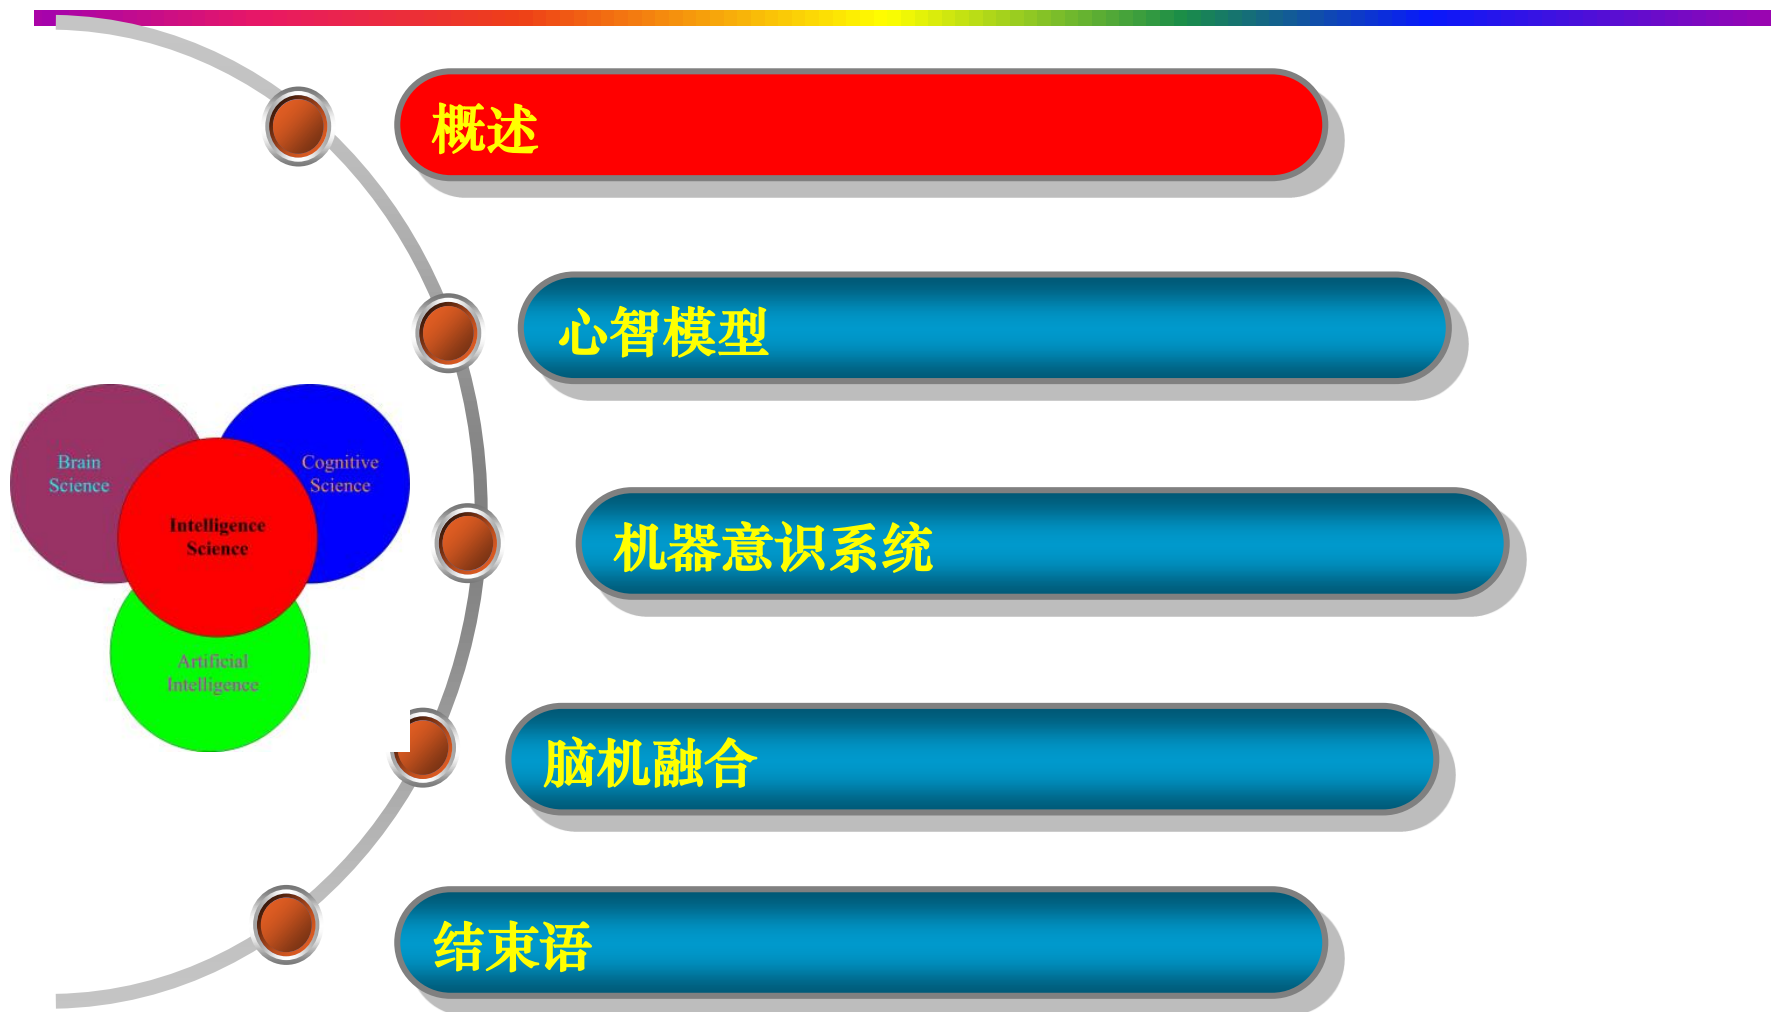 概述
心智模型
Brain
Science
Cognitive
Science
Intelligence
Science
Artificial
Intelligence
机器意识系统
脑机融合
结束语